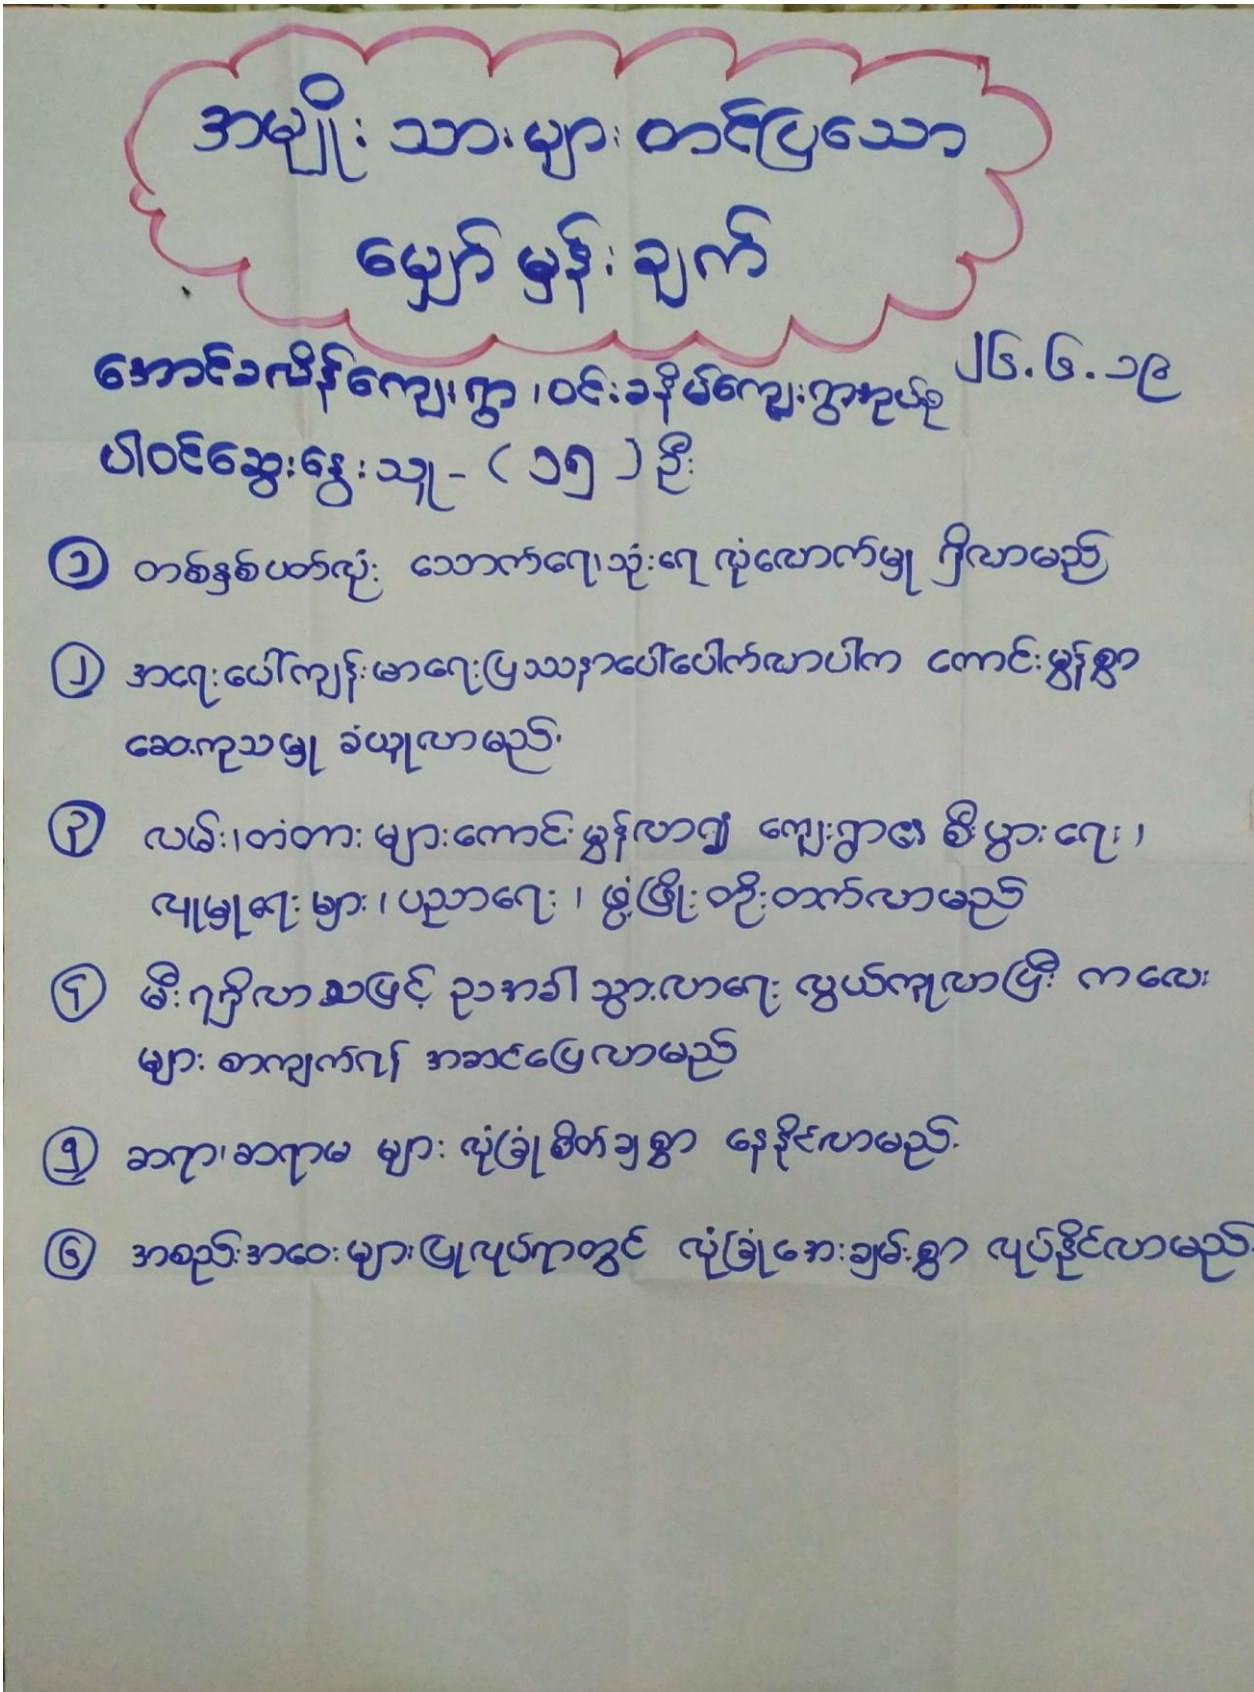 အမျိုးသားများ တင်ပြသော
မျှော်မှန်းချက်
၂၆.၆.၁၉
အောင်ခလိန်ကျေးရွာ၊ ဝင်းခနိမ်ကျေးရွာအုပ်စု
ပါဝင်ဆွေးနွေးသူ - (၁၅) ဦး
၁ တစ်နှစ်ပတ်လုံး သောက်ရေ၊သုံးရေ လုံလောက်မှု ရှိလာမည်
၂ အရေးပေါ်ကျန်းမာရေးပြဿနာပေါ်ပေါက်လာပါက ကောင်းမွန်စွာ
ဆေးကုသမှု ခံယူလာမည်.
၃ လမ်း၊တံတား များကောင်းမွန်လာ၍ ကျေးရွာ၏ စီးပွားရေး၊
လူမှုရေးများ၊ ပညာရေး၊ ဖွံ့ဖြိုးတိုးတက်လာမည်
၄ မီးရရှိလာသဖြင့် ညအခါ သွားလာရေး လွယ်ကူလာပြီး ကလေး
များ စာကျက်ရန် အဆင်ပြေလာမည်
၅ ဆရာ၊ဆရာမ များ လုံခြုံစိတ်ချစွာ နေနိုင်လာမည်.
၆ အစည်းအဝေးများပြုလုပ်ရာတွင် လုံခြုံအေးချမ်းစွာ လုပ်နိုင်လာမည်.